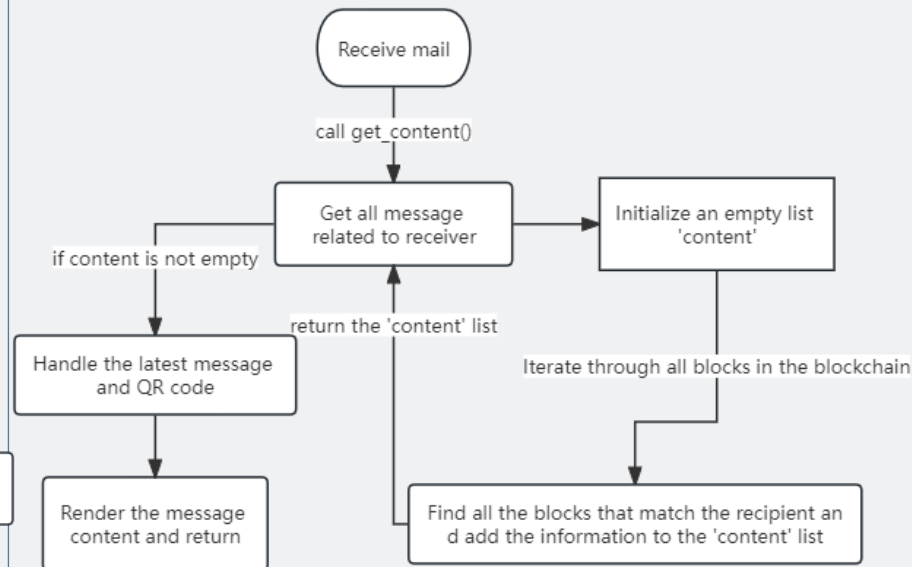 Receive mail
call get_content()
Get all message
related to receiver
Initialize an empty list
'content'
if content is not empty
return the 'content' list
Handle the latest message
and QR code
Iterate through all blocks in the blockchain
Render the message
content and return
Find all the blocks that match the recipient an
d add the information to the 'content' list